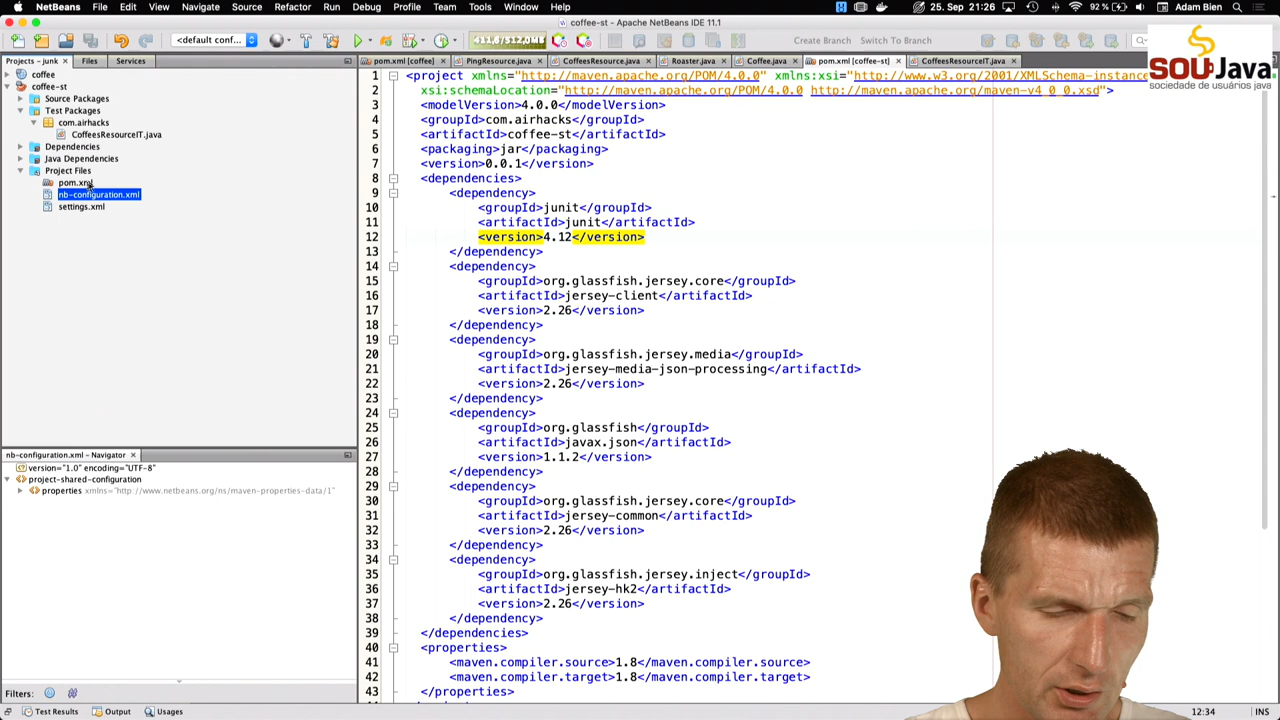 NetBeans File Edit View Navigate Source Refactor Run Debug Profile Team Tools Window Help 92 % 25. Sep 21:26 Adam Bien
coffee-st - Apache NetBeans IDE 11.1
<default conf... 411,6/512,0MB Create Branch Switch To Branch
Projects - junk Files Services
pom.xml [coffee] PingResource.java CoffeesResource.java Roaster.java Coffee.java pom.xml [coffee-st] CoffeesResourceIT.java
SOUJava
sociedade de usuários java
coffee
coffee-st
Source Packages
Test Packages
com.airhacks
CoffeesResourceIT.java
Dependencies
Java Dependencies
Project Files
pom.xml
nb-configuration.xml
settings.xml
1 <project xmlns="http://maven.apache.org/POM/4.0.0" xmlns:xsi="http://www.w3.org/2001/XMLSchema-instance
2 xsi:schemaLocation="http://maven.apache.org/POM/4.0.0 http://maven.apache.org/maven-v4_0_0.xsd">
3 <modelVersion>4.0.0</modelVersion>
4 <groupId>com.airhacks</groupId>
5 <artifactId>coffee-st</artifactId>
6 <packaging>jar</packaging>
7 <version>0.0.1</version>
8 <dependencies>
9 <dependency>
10 <groupId>junit</groupId>
11 <artifactId>junit</artifactId>
12 <version>4.12</version>
13 </dependency>
14 <dependency>
15 <groupId>org.glassfish.jersey.core</groupId>
16 <artifactId>jersey-client</artifactId>
17 <version>2.26</version>
18 </dependency>
19 <dependency>
20 <groupId>org.glassfish.jersey.media</groupId>
21 <artifactId>jersey-media-json-processing</artifactId>
22 <version>2.26</version>
23 </dependency>
24 <dependency>
25 <groupId>org.glassfish</groupId>
26 <artifactId>javax.json</artifactId>
27 <version>1.1.2</version>
28 </dependency>
29 <dependency>
30 <groupId>org.glassfish.jersey.core</groupId>
31 <artifactId>jersey-common</artifactId>
32 <version>2.26</version>
33 </dependency>
34 <dependency>
35 <groupId>org.glassfish.jersey.inject</groupId>
36 <artifactId>jersey-hk2</artifactId>
37 <version>2.26</version>
38 </dependency>
39 </dependencies>
40 <properties>
41 <maven.compiler.source>1.8</maven.compiler.source>
42 <maven.compiler.target>1.8</maven.compiler.target>
43 </properties>
nb-configuration.xml - Navigator
version="1.0" encoding="UTF-8"
project-shared-configuration
properties xmlns="http://www.netbeans.org/ns/maven-properties-data/1"
Filters:
Test Results Output Usages
12:34 INS